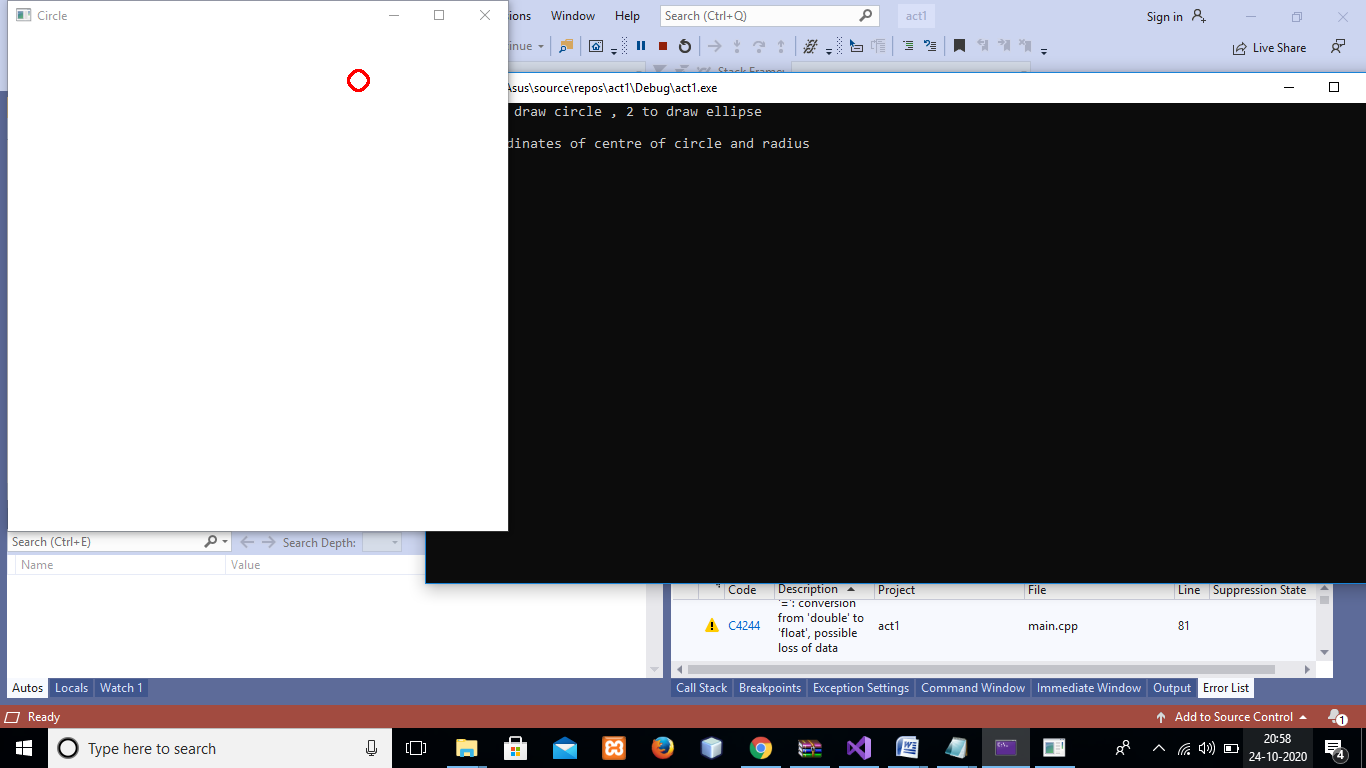 Circle
Window Help Search (Ctrl+Q) act1 Sign in
Live Share
Stack Frame:
\source\repos\act1\Debug\act1.exe
draw circle , 2 to draw ellipse
of centre of circle and radius
Search (Ctrl+E) Search Depth:
Name Value
Code Description Project File Line Suppression State
C4244 '=': conversion from 'double' to 'float', possible loss of data act1 main.cpp 81
Autos Locals Watch 1
Call Stack Breakpoints Exception Settings Command Window Immediate Window Output Error List
Ready Add to Source Control 1
Type here to search
20:58
24-10-2020
4